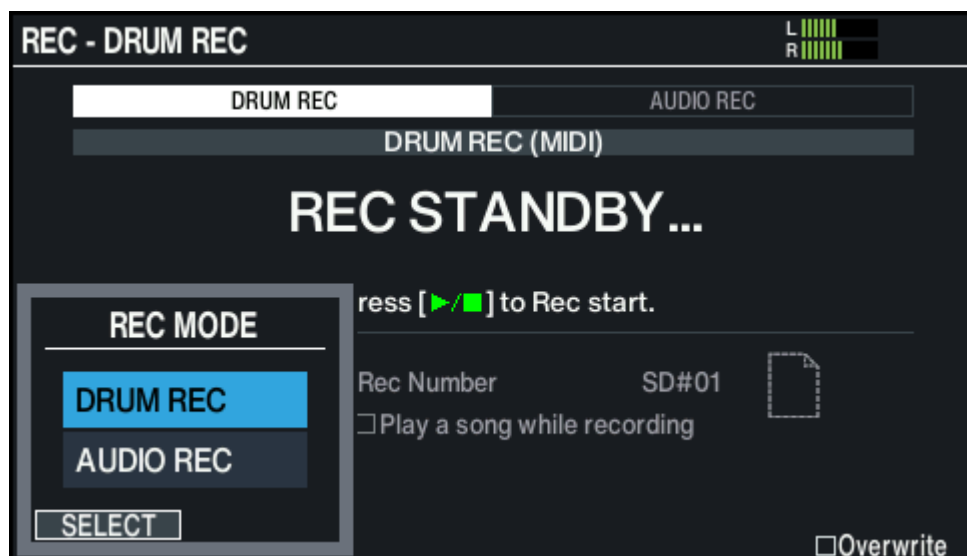 REC - DRUM REC
L
R
DRUM REC AUDIO REC
DRUM REC (MIDI)
REC STANDBY...
ress [▶/■] to Rec start.
REC MODE
DRUM REC
AUDIO REC
SELECT
Rec Number SD#01
☐Play a song while recording
☐Overwrite